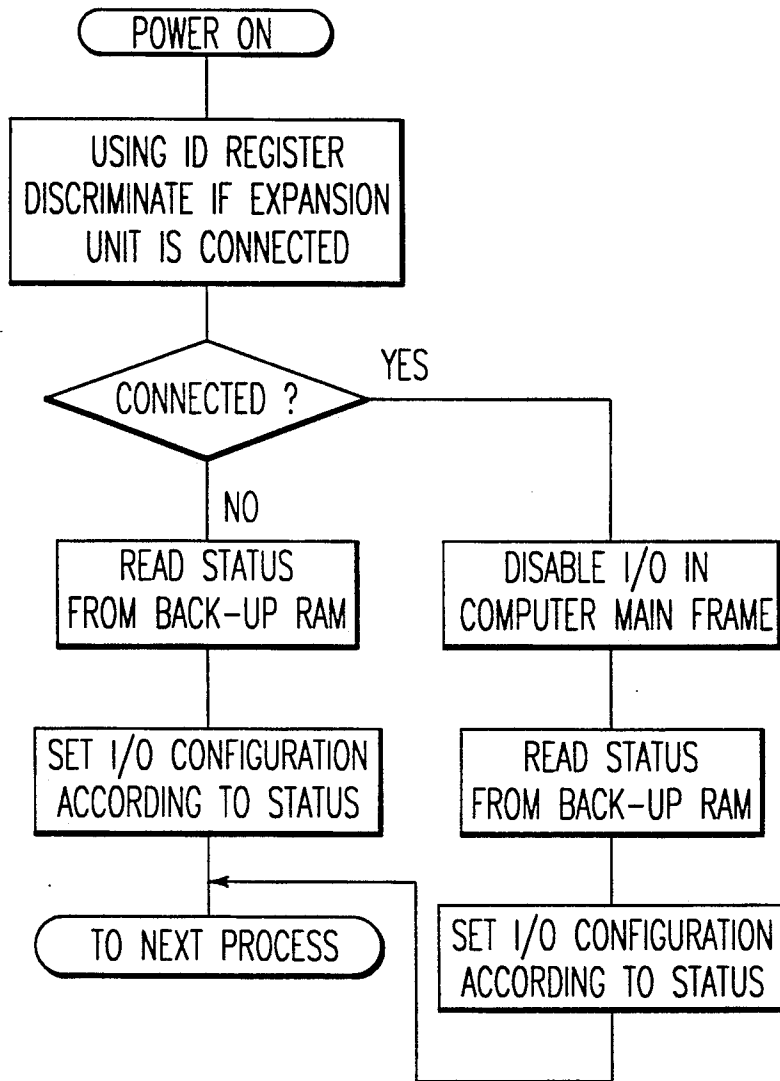 POWER ON
USING ID REGISTER
DISCRIMINATE IF EXPANSION
UNIT IS CONNECTED
CONNECTED ?
YES
NO
READ STATUS
FROM BACK-UP RAM
SET I/O CONFIGURATION
ACCORDING TO STATUS
DISABLE I/O IN
COMPUTER MAIN FRAME
READ STATUS
FROM BACK-UP RAM
SET I/O CONFIGURATION
ACCORDING TO STATUS
TO NEXT PROCESS